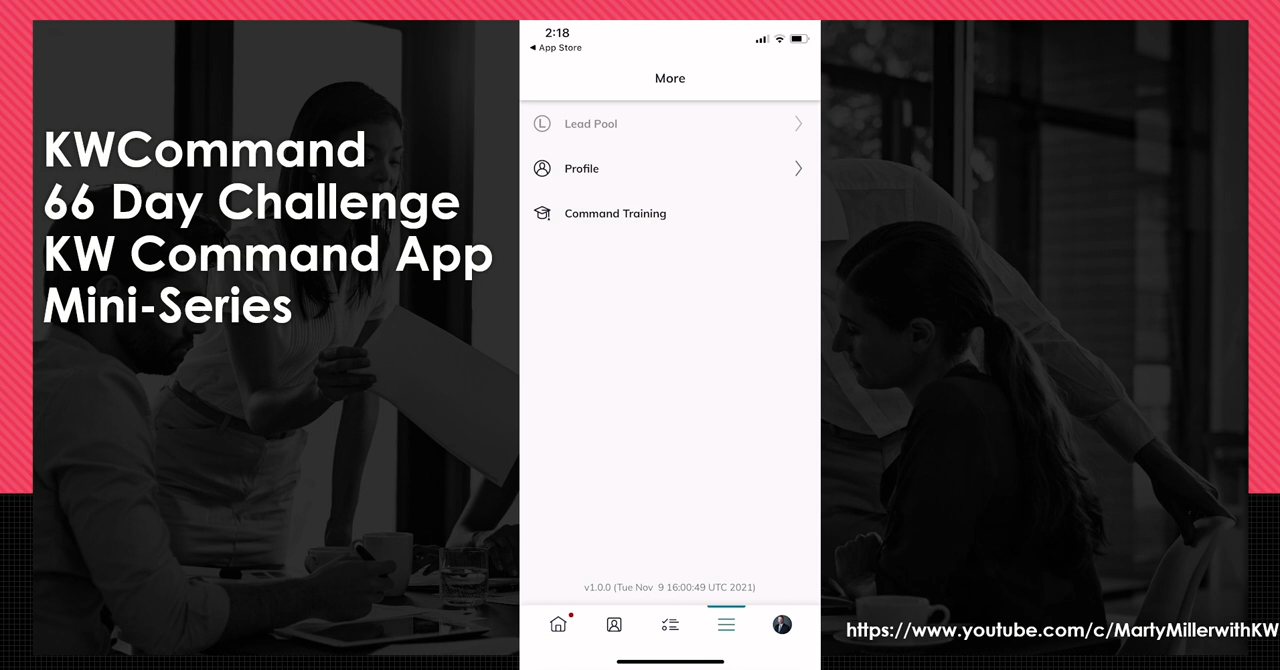 KWCommand
66 Day Challenge
KW Command App
Mini-Series
2:18
App Store
More
Lead Pool
Profile
Command Training
v1.0.0 (Tue Nov 9 16:00:49 UTC 2021)
https://www.youtube.com/c/MartyMillerwithKW